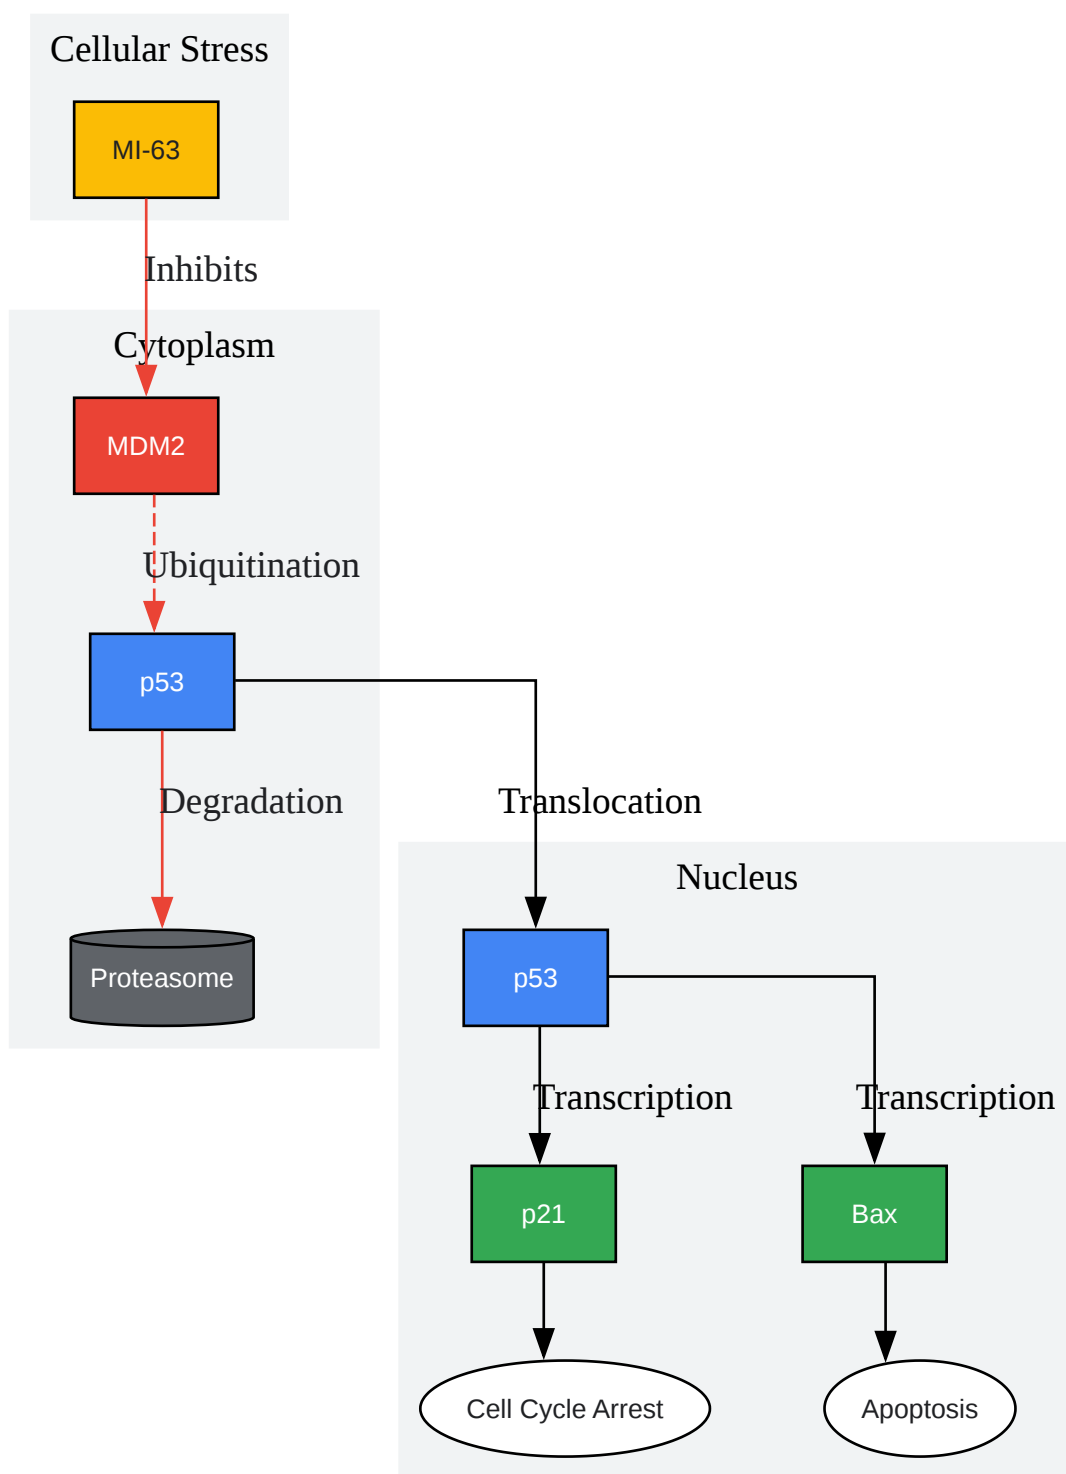 Cellular Stress
MI-63
Inhibits
Cytoplasm
MDM2
Ubiquitination
p53
Degradation
Translocation
Nucleus
Proteasome
p53
Transcription
Transcription
p21
Bax
Cell Cycle Arrest
Apoptosis